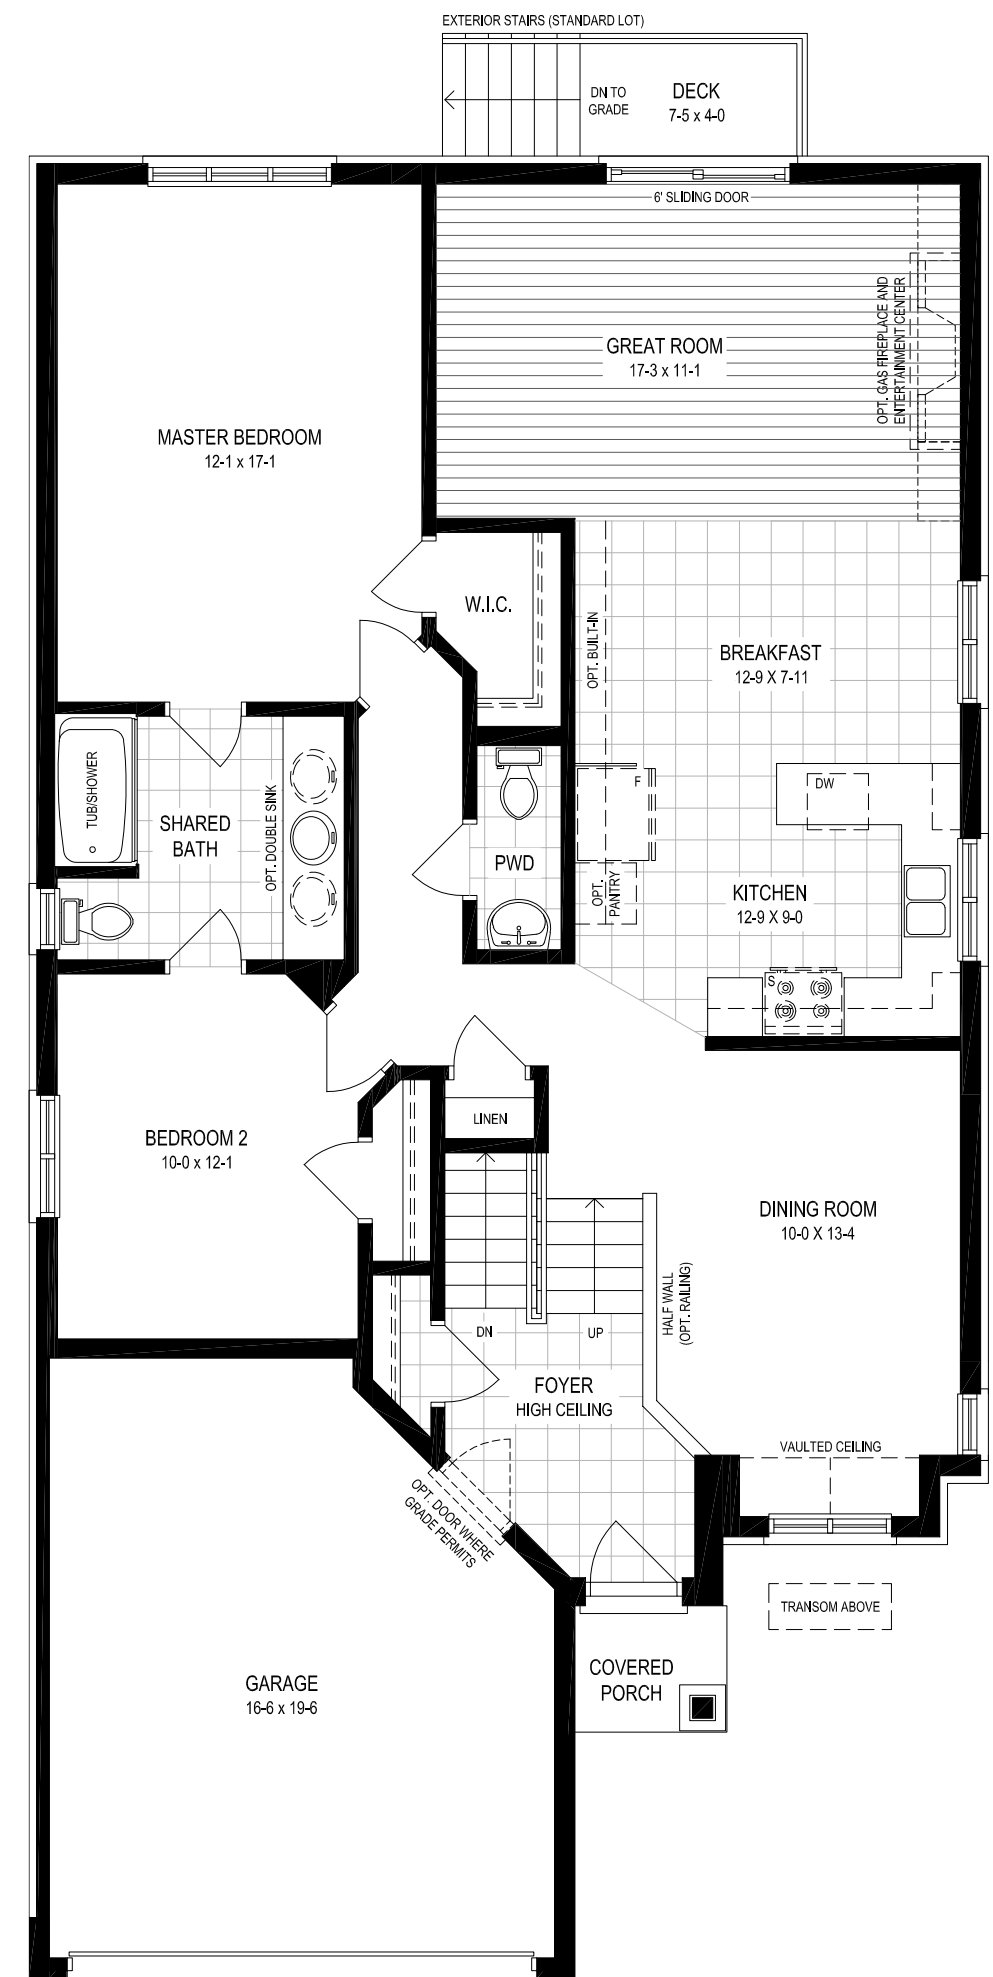 EXTERIOR STAIRS (STANDARD LOT)
DN TO
GRADE
DECK
7-5 x 4-0
6' SLIDING DOOR
GREAT ROOM
17-3 x 11-1
OPT. GAS FIREPLACE AND
ENTERTAINMENT CENTER
MASTER BEDROOM
12-1 x 17-1
W.I.C.
OPT. BUILT-IN
BREAKFAST
12-9 X 7-11
TUB/SHOWER
SHARED
BATH
OPT. DOUBLE SINK
PWD
F
OPT.
PANTRY
DW
KITCHEN
12-9 X 9-0
S
LINEN
BEDROOM 2
10-0 x 12-1
DINING ROOM
10-0 X 13-4
HALF WALL
(OPT. RAILING)
DN
UP
FOYER
HIGH CEILING
VAULTED CEILING
OPT. DOOR WHERE
GRADE PERMITS
TRANSOM ABOVE
COVERED
PORCH
GARAGE
16-6 x 19-6